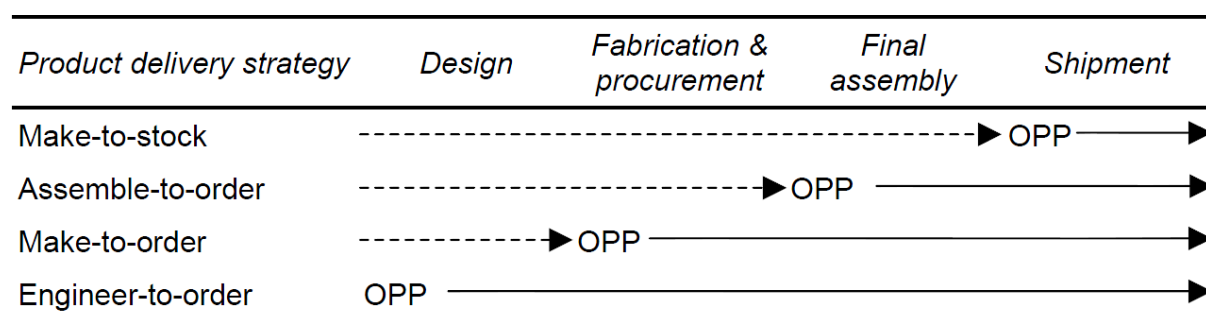 Product delivery strategy Design Fabrication & procurement Final assembly Shipment
Make-to-stock OPP
Assemble-to-order OPP
Make-to-order OPP
Engineer-to-order OPP